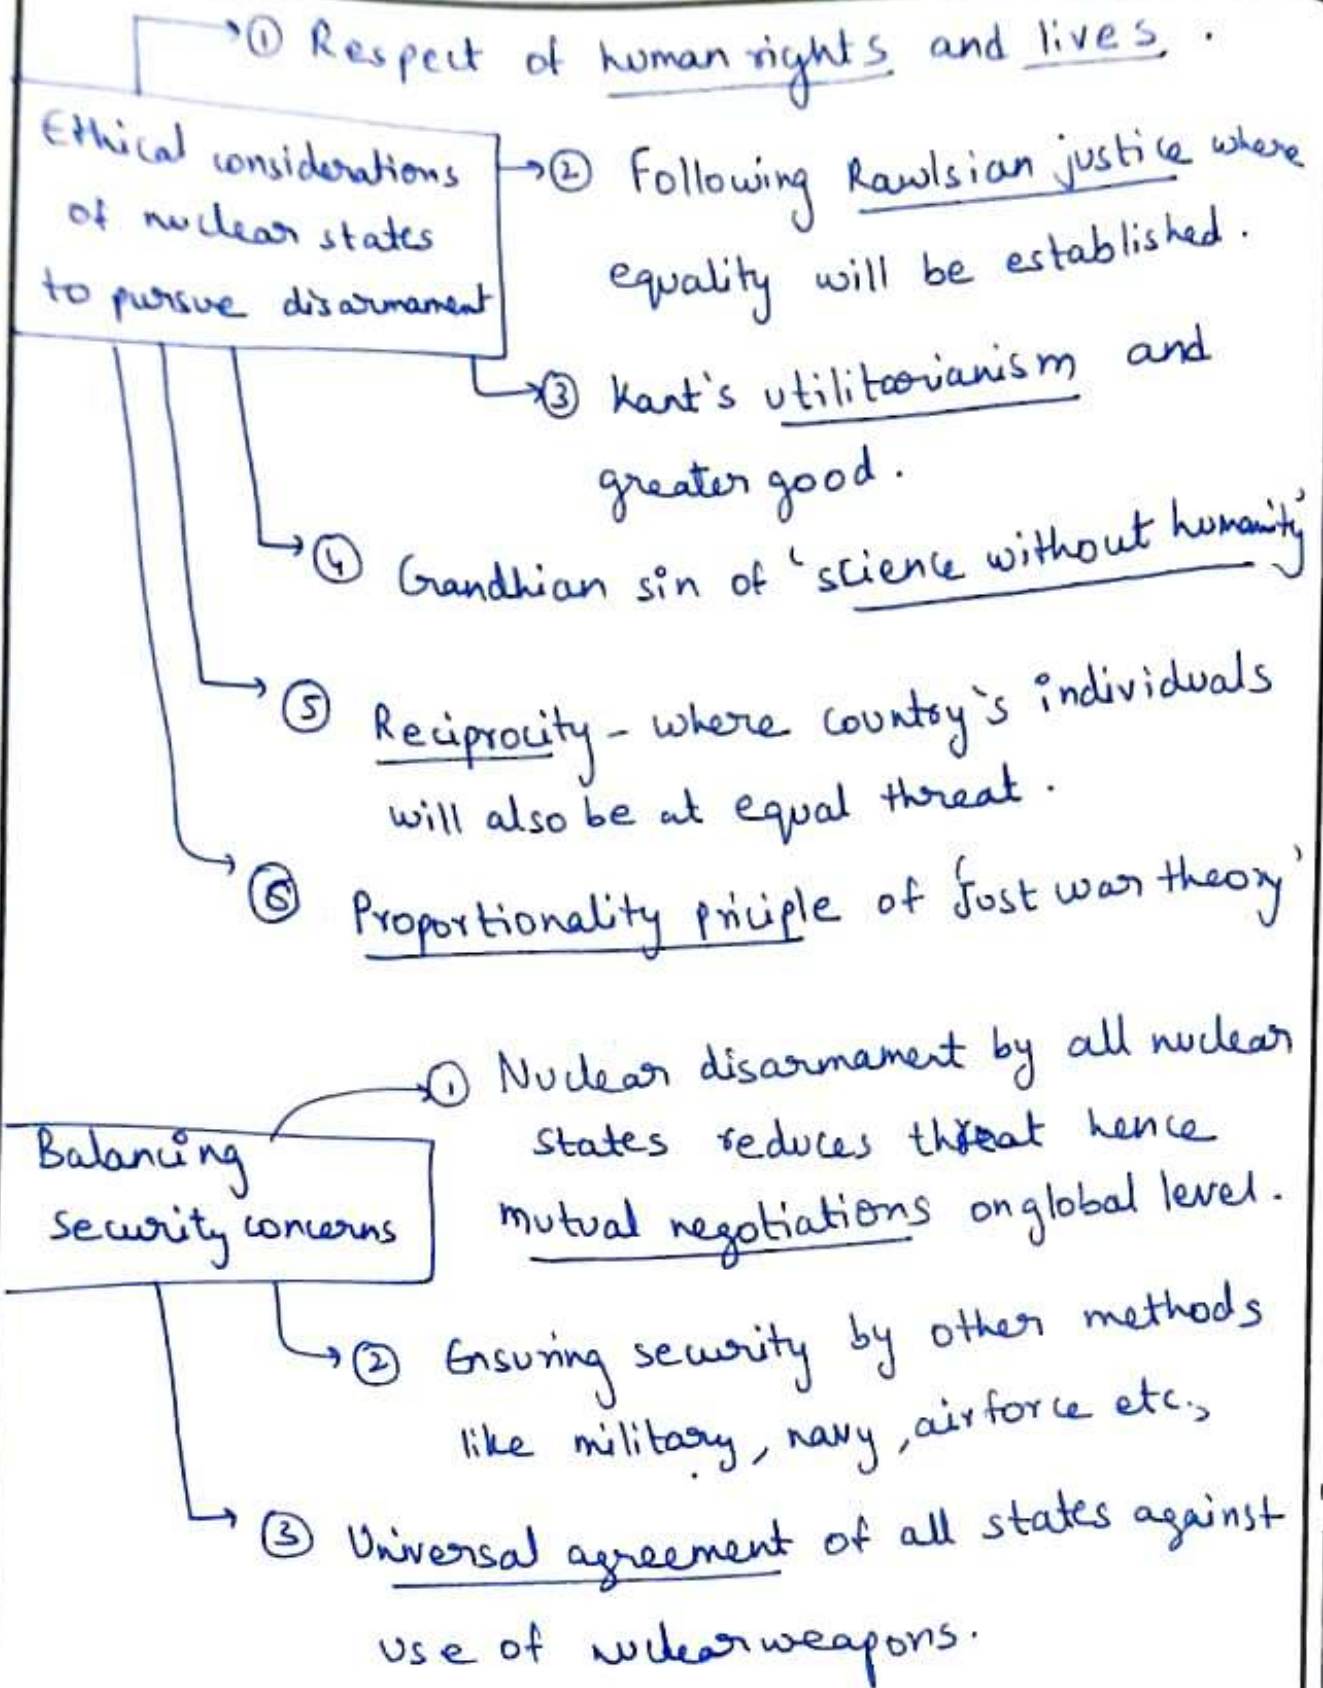 ① Respect of human rights and lives.
Ethical considerations
of nuclear states
to pursue disarmament
② Following Rawlsian justice where
equality will be established.
③ Kant's utilitarianism and
greater good.
④ Gandhian sin of 'science without humanity'
⑤ Reciprocity - where country's individuals
will also be at equal threat.
⑥ Proportionality priciple of 'Just war theory'
Balancing
security concerns
① Nuclear disarmament by all nuclear
states reduces threat hence
mutual negotiations on global level.
② Ensuring security by other methods
like military, navy, airforce etc.,
③ Universal agreement of all states against
use of nuclear weapons.